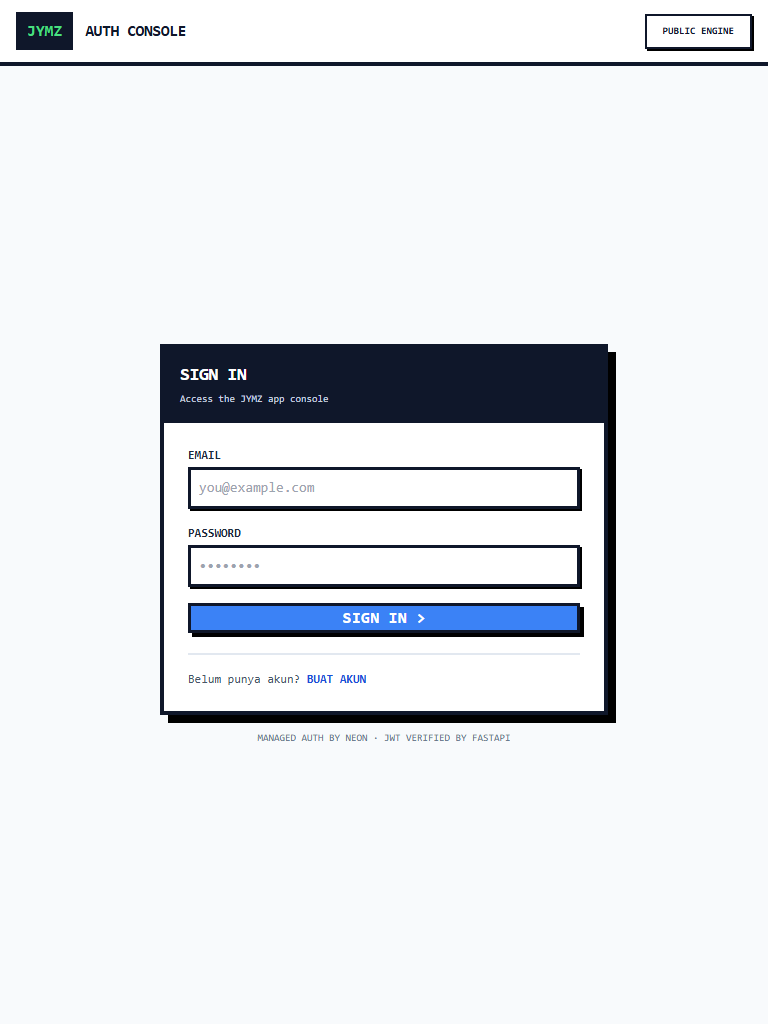 JYMZ AUTH CONSOLE
PUBLIC ENGINE
SIGN IN
Access the JYMZ app console
EMAIL
you@example.com
PASSWORD
••••••••
SIGN IN >
Belum punya akun? BUAT AKUN
MANAGED AUTH BY NEON · JWT VERIFIED BY FASTAPI